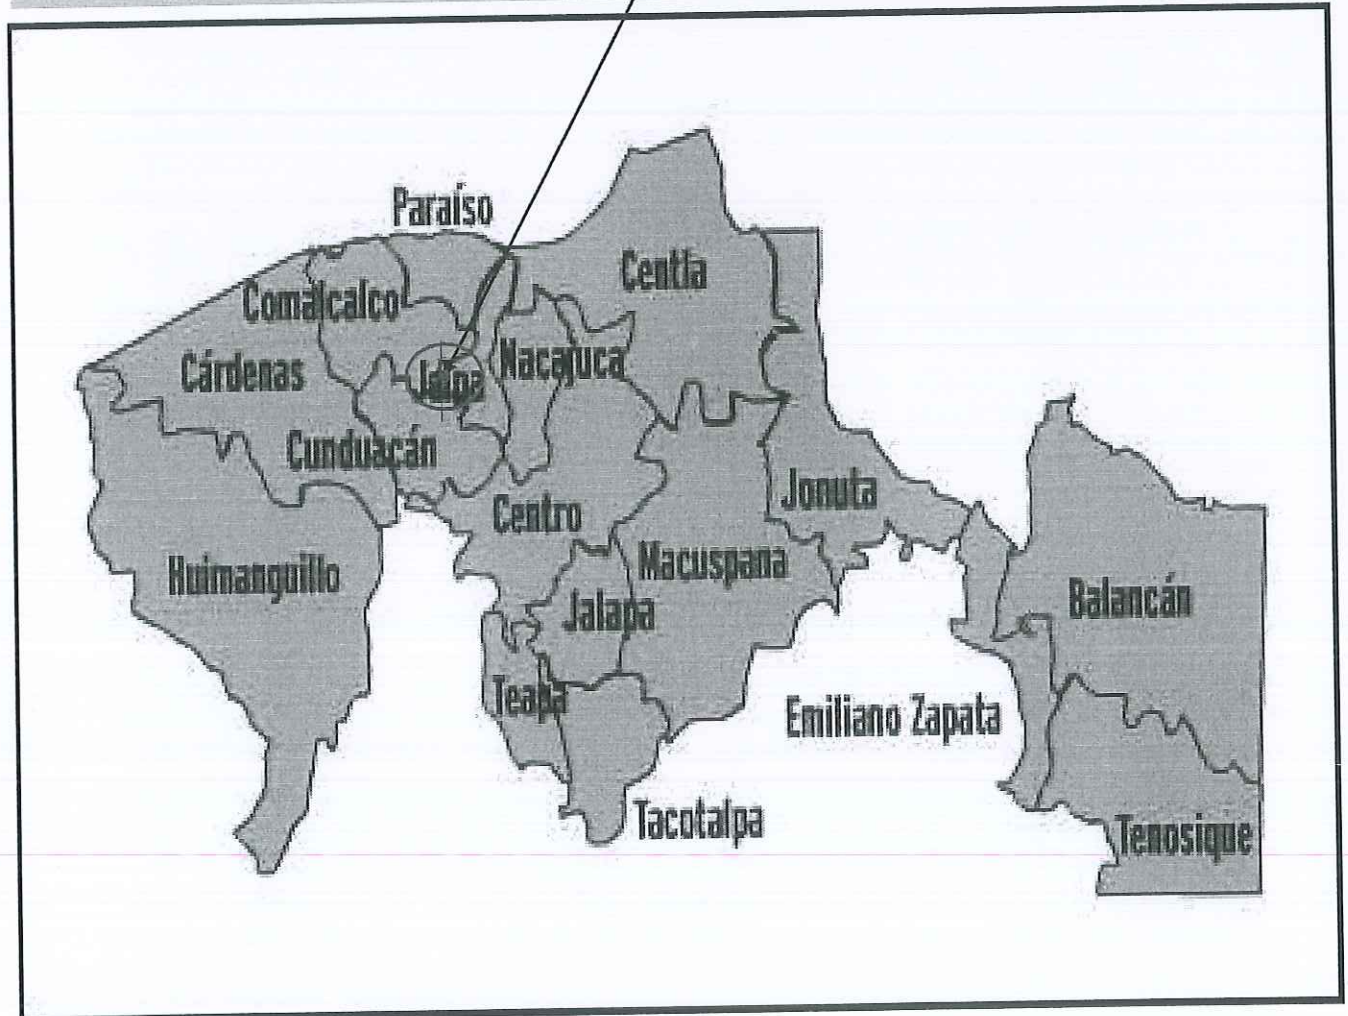 Paraíso
Centla
Comalcalco
Nacajuca
Cárdenas
Jalpa
Cunduacán
Jonuta
Centro
Macuspana
Huimanguillo
Balancán
Jalapa
Teapa
Emiliano Zapata
Tacotalpa
Tenosique